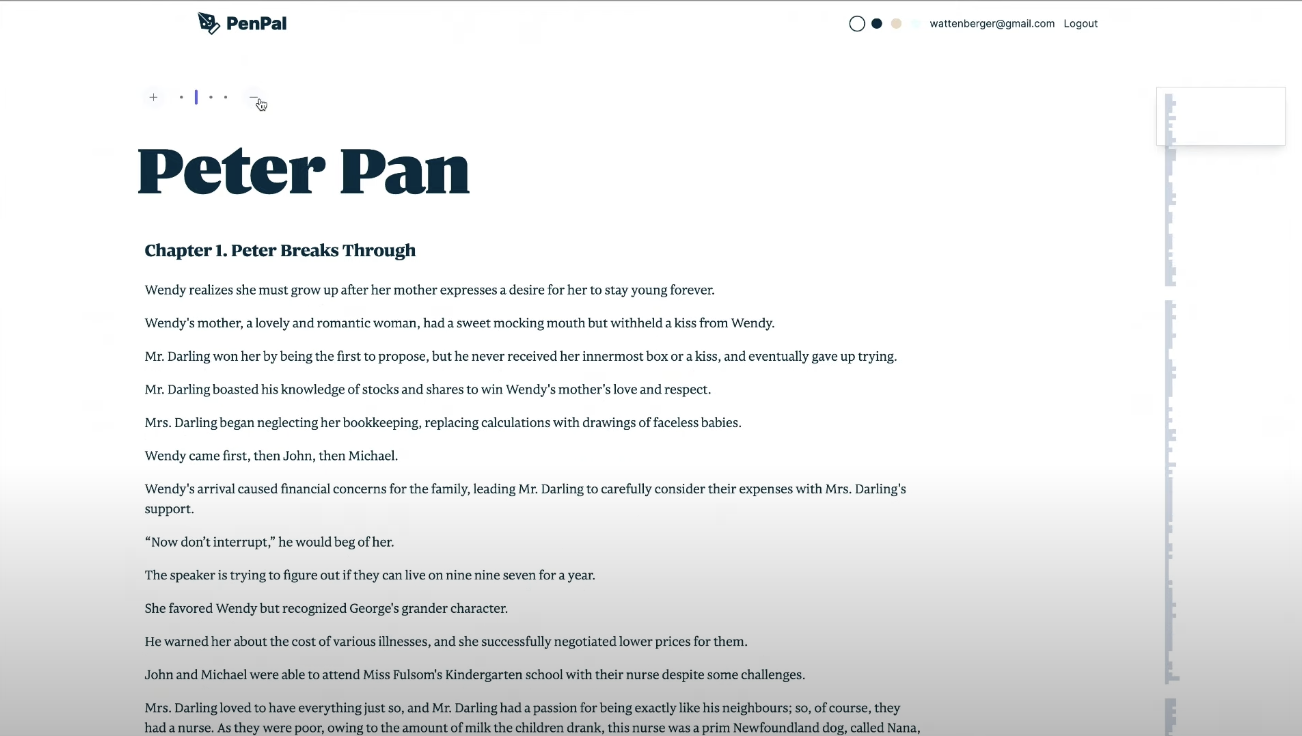 PenPal
wattenberger@gmail.com Logout
Peter Pan
Chapter 1. Peter Breaks Through
Wendy realizes she must grow up after her mother expresses a desire for her to stay young forever.
Wendy's mother, a lovely and romantic woman, had a sweet mocking mouth but withheld a kiss from Wendy.
Mr. Darling won her by being the first to propose, but he never received her innermost box or a kiss, and eventually gave up trying.
Mr. Darling boasted his knowledge of stocks and shares to win Wendy's mother's love and respect.
Mrs. Darling began neglecting her bookkeeping, replacing calculations with drawings of faceless babies.
Wendy came first, then John, then Michael.
Wendy's arrival caused financial concerns for the family, leading Mr. Darling to carefully consider their expenses with Mrs. Darling's
support.
“Now don’t interrupt,” he would beg of her.
The speaker is trying to figure out if they can live on nine nine seven for a year.
She favored Wendy but recognized George's grander character.
He warned her about the cost of various illnesses, and she successfully negotiated lower prices for them.
John and Michael were able to attend Miss Fulsom's Kindergarten school with their nurse despite some challenges.
Mrs. Darling loved to have everything just so, and Mr. Darling had a passion for being exactly like his neighbours; so, of course, they
had a nurse. As they were poor, owing to the amount of milk the children drank, this nurse was a prim Newfoundland dog, called Nana,